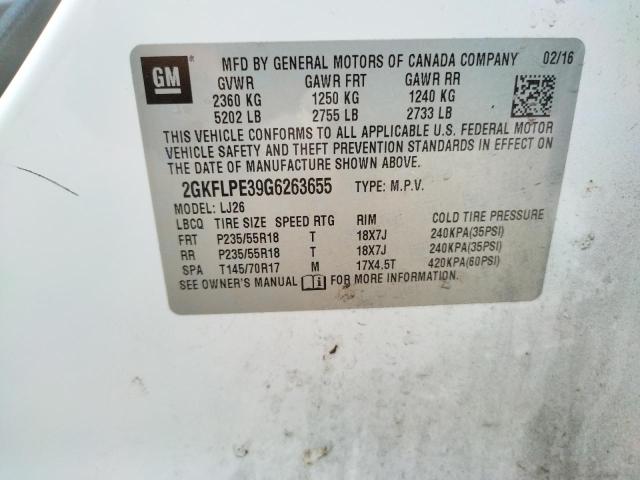 GM
MFD BY GENERAL MOTORS OF CANADA COMPANY 02/16
GVWR GAWR FRT GAWR RR
2360 KG 1250 KG 1240 KG
5202 LB 2755 LB 2733 LB
THIS VEHICLE CONFORMS TO ALL APPLICABLE U.S. FEDERAL MOTOR
VEHICLE SAFETY AND THEFT PREVENTION STANDARDS IN EFFECT ON
THE DATE OF MANUFACTURE SHOWN ABOVE.
2GKFLPE39G6263655 TYPE: M.P.V.
MODEL: LJ26
LBCQ TIRE SIZE SPEED RTG RIM COLD TIRE PRESSURE
FRT P235/55R18 T 18X7J 240KPA(35PSI)
RR P235/55R18 T 18X7J 240KPA(35PSI)
SPA T145/70R17 M 17X4.5T 420KPA(60PSI)
SEE OWNER'S MANUAL FOR MORE INFORMATION.